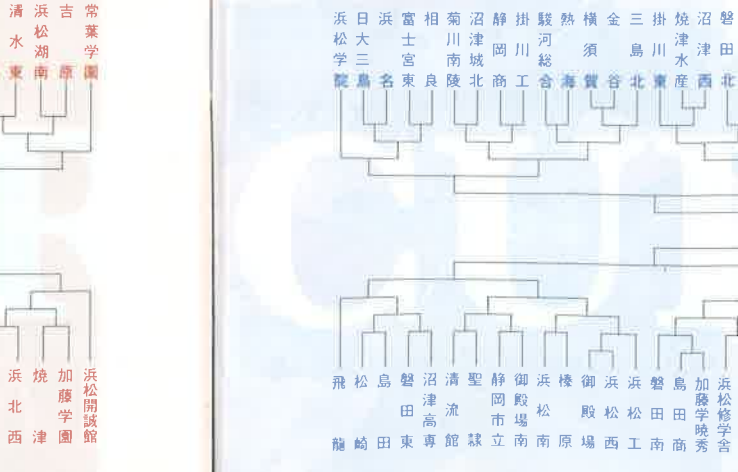 清水東
浜松湖南
吉原
常葉学園
浜松学院
日大三島
浜名
富士宮東
相良
菊川南陵
沼津城北
静岡商
掛川工
駿河総合
熱海
横須賀
金谷
三島北
掛川東
焼津水産
沼津西
磐田北
CU
浜北西
焼津
加藤学園
浜松開誠館
飛龍
松崎
島田
磐田東
沼津高専
清流館
聖隷
静岡市立
御殿場南
浜松南
榛原
御殿場
浜松西
浜松工
磐田南
島田商
加藤学暁秀
浜松修学舎